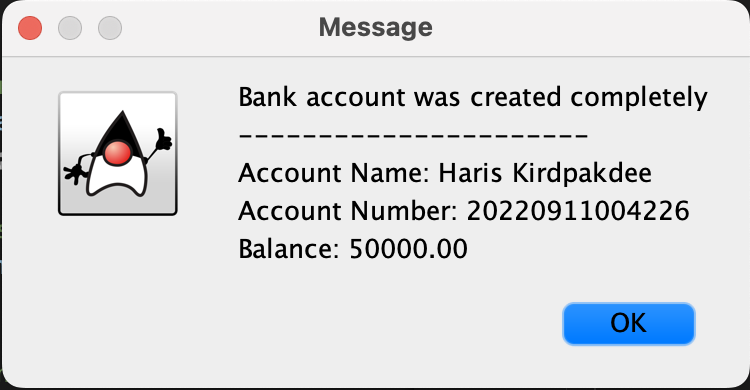 Message
Bank account was created completely
----------------------
Account Name: Haris Kirdpakdee
Account Number: 20220911004226
Balance: 50000.00
OK